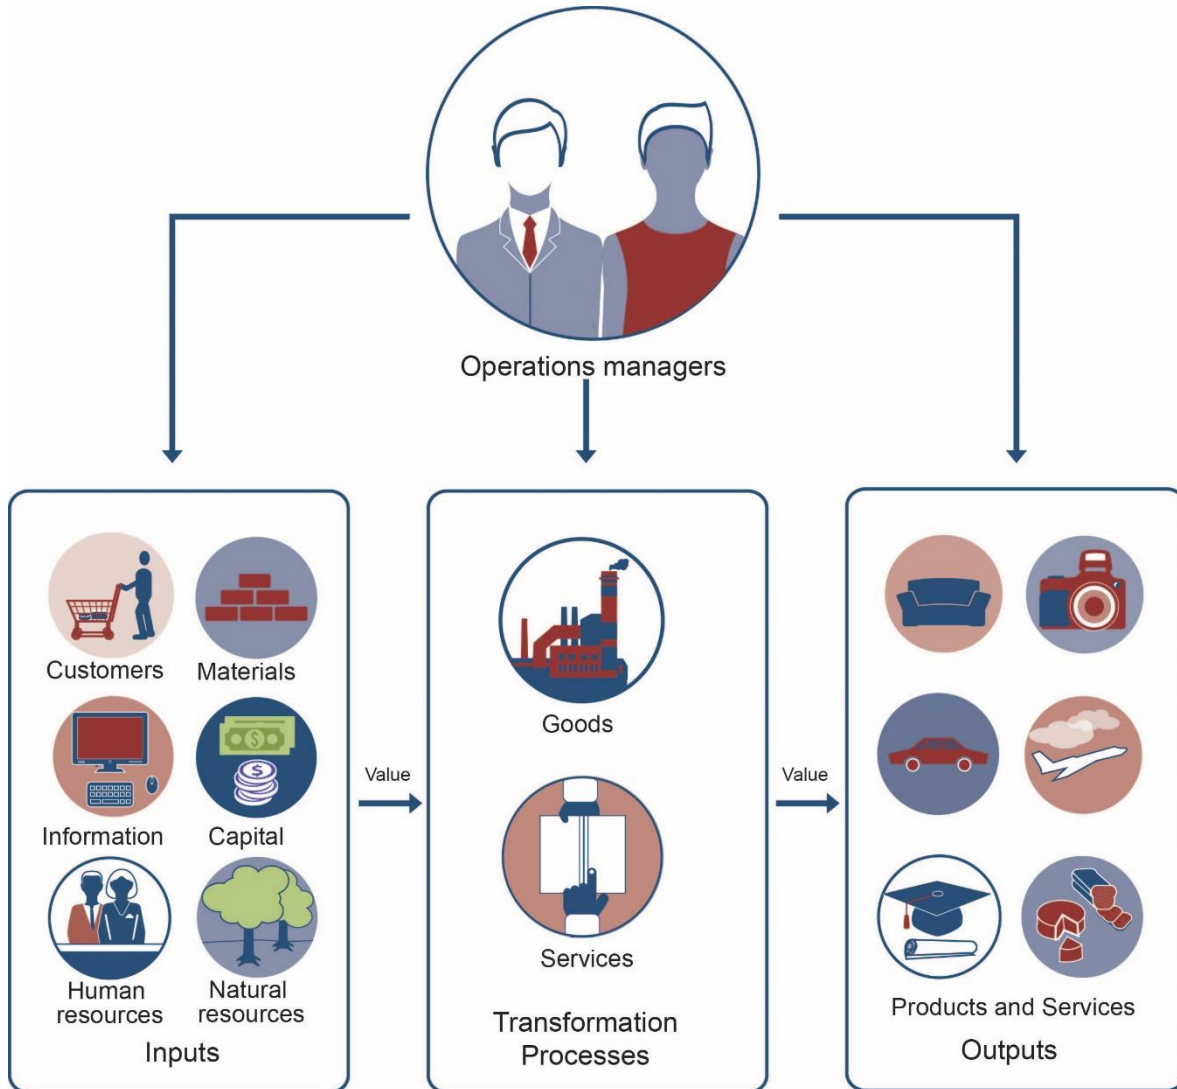 Operations managers
Customers
Materials
Information
Capital
Human
resources
Natural
resources
Inputs
Value
Goods
Services
Transformation
Processes
Value
Products and Services
Outputs